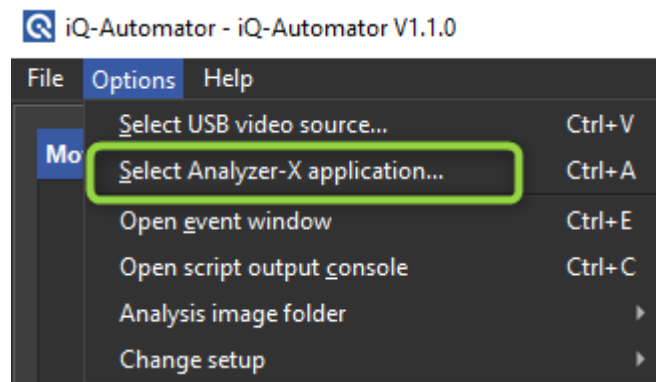 iQ-Automator - iQ-Automator V1.1.0
File Options Help
Select USB video source... Ctrl+V
Mo
Select Analyzer-X application... Ctrl+A
Open event window Ctrl+E
Open script output console Ctrl+C
Analysis image folder
Change setup